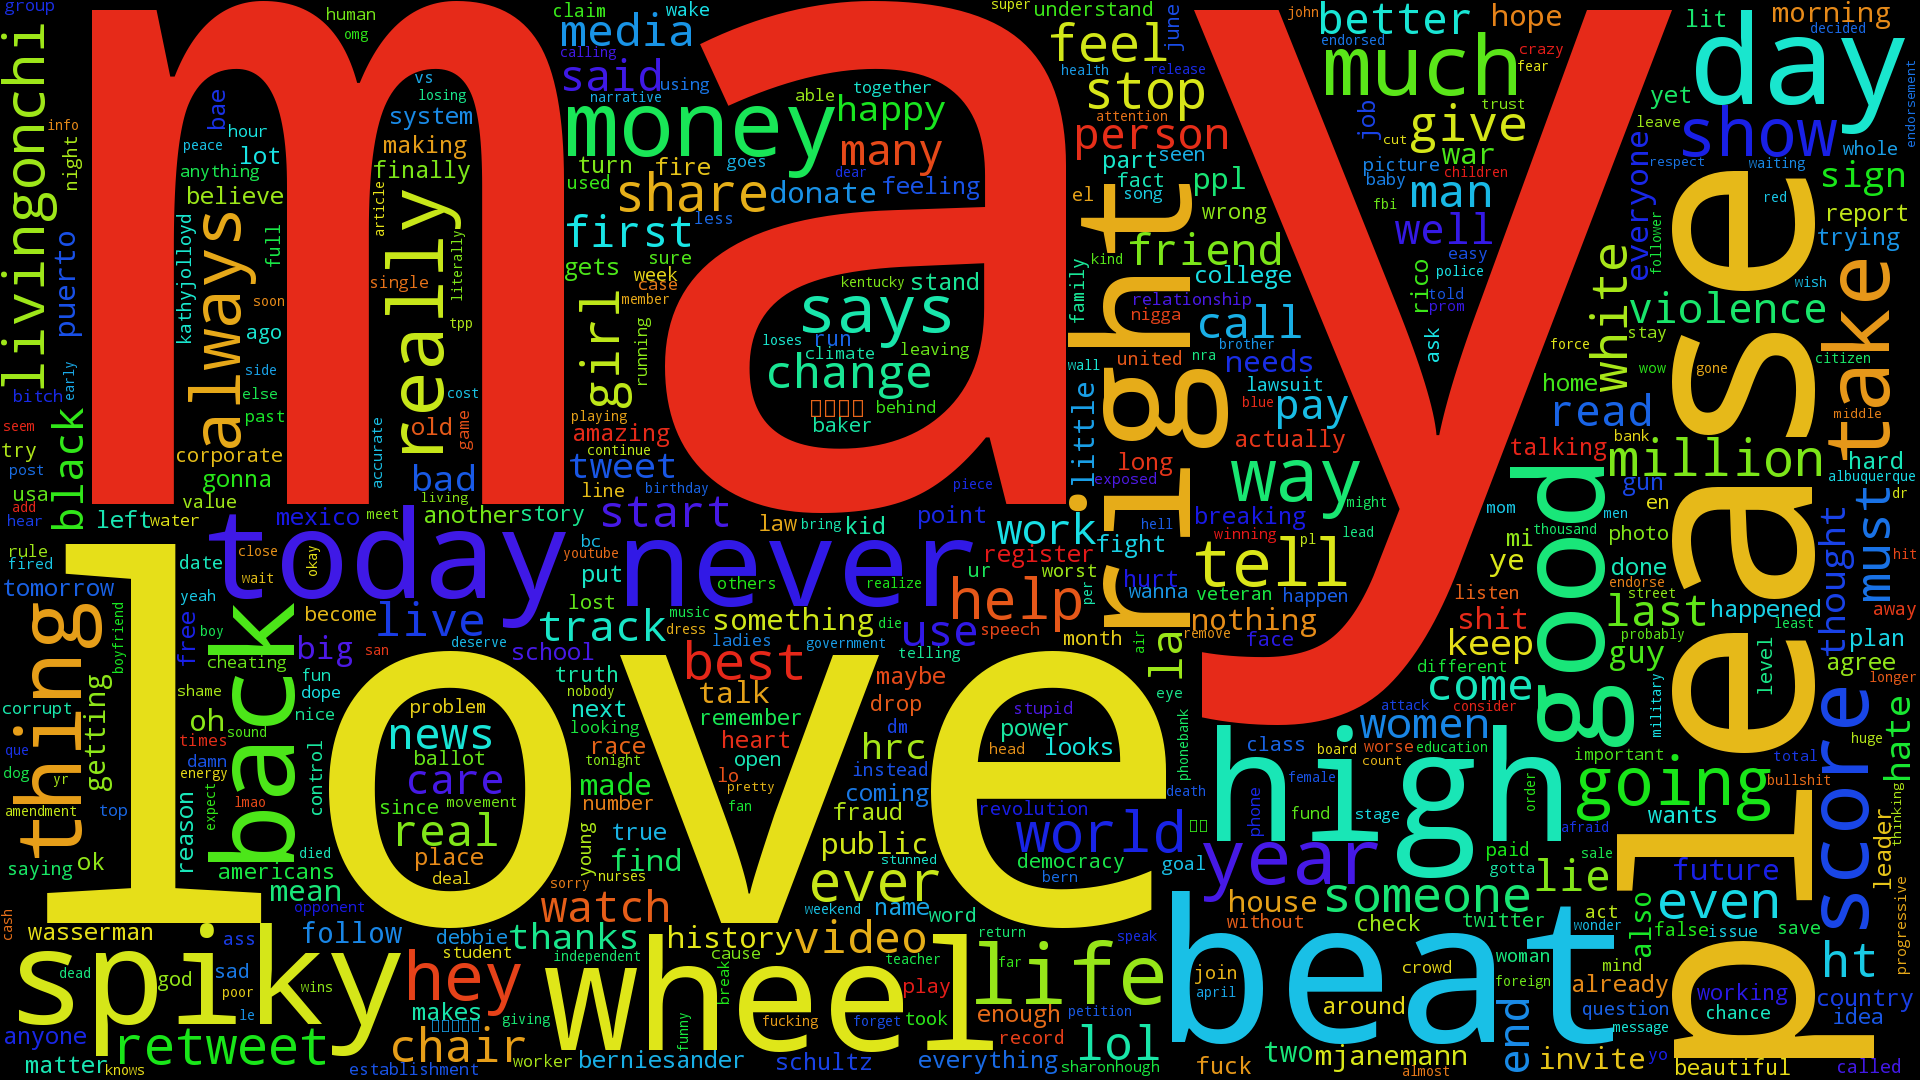 may
love
please
beat
high
wheel
spiky
day
never
today
right
good
back
score
life
year
thing
money
much
really
always
livingonchi
show
take
tell
way
going
world
video
watch
hey
chair
retweet
lol
ever
even
someone
million
violence
white
read
man
well
give
war
person
stop
feel
better
hope
morning
lit
media
said
using
claim
wake
human
omg
group
calling
narrative
super
understand
june
health
release
attention
john
endorsed
crazy
fear
decided
endorsement
vs
losing
system
making
finally
bae
hour
peace
lot
anything
believe
info
night
puerto
kathyjolloyd
full
article
literally
single
soon
ago
tpp
side
else
past
cost
early
bitch
black
seem
try
post
usa
add
hear
corporate
gonna
value
accurate
old
game
bad
living
left
water
mexico
meet
another
story
together
able
happy
many
turn
fire
goes
used
share
donate
dear
feeling
less
first
gets
sure
week
case
member
girl
running
playing
amazing
continue
tweet
line
birthday
start
law
bring
kid
point
piece
kentucky
stand
says
loses
run
climate
leaving
change
behind
baker
part
seen
fact
song
ppl
el
wrong
friend
kind
college
family
relationship
nigga
call
brother
united
nra
needs
wall
lawsuit
little
blue
pay
actually
long
exposed
might
breaking
work
fight
hell
winning
pl
lead
register
ur
worst
hurt
wanna
per
veteran
happen
help
nothing
speech
month
remove
face
air
la
eye
job
cut
trust
picture
baby
children
fbi
easy
police
rico
told
prom
ask
yet
leave
everyone
respect
waiting
whole
sign
red
report
follower
trying
wish
stay
citizen
force
wow
gone
home
middle
talking
bank
hard
albuquerque
gun
dr
mom
en
men
must
thousand
mi
photo
thought
hit
ye
done
endorse
listen
street
last
happened
away
shit
probably
least
plan
keep
guy
level
agree
different
longer
come
military
attack
consider
women
class
board
worse
education
important
total
huge
count
female
bullshit
hate
thinking
order
wants
phone
fund
stage
afraid
leader
paid
sale
gotta
lie
future
house
without
check
twitter
act
wonder
also
false
issue
save
progressive
woman
mind
ht
join
crowd
foreign
already
working
country
april
around
chance
idea
end
question
message
two
mjanemann
invite
yo
fuck
almost
beautiful
called
rule
fired
tomorrow
date
close
wait
okay
yeah
boy
become
live
big
san
deserve
free
boyfriend
cheating
fun
dope
nice
shame
getting
corrupt
oh
times
sound
que
damn
dog
yr
energy
control
lmao
expect
amendment
top
reason
died
saying
ok
americans
mean
opponent
cash
wasserman
follow
ass
god
sad
dead
poor
wins
le
anyone
matter
knows
establishment
makes
giving
worker
bc
youtube
put
lost
others
realize
music
something
die
dress
ladies
government
use
track
school
telling
best
truth
nobody
talk
maybe
next
drop
looking
remember
dm
race
heart
hrc
tonight
lo
open
made
pretty
instead
number
fan
coming
true
fraud
find
young
public
sorry
nurses
stunned
problem
news
ballot
care
since
movement
real
place
deal
stupid
power
head
looks
revolution
democracy
bern
phonebank
death
goal
weekend
name
word
debbie
thanks
history
student
independent
cause
teacher
return
speak
far
break
play
fucking
forget
took
enough
petition
record
funny
berniesander
schultz
everything
sharonhough